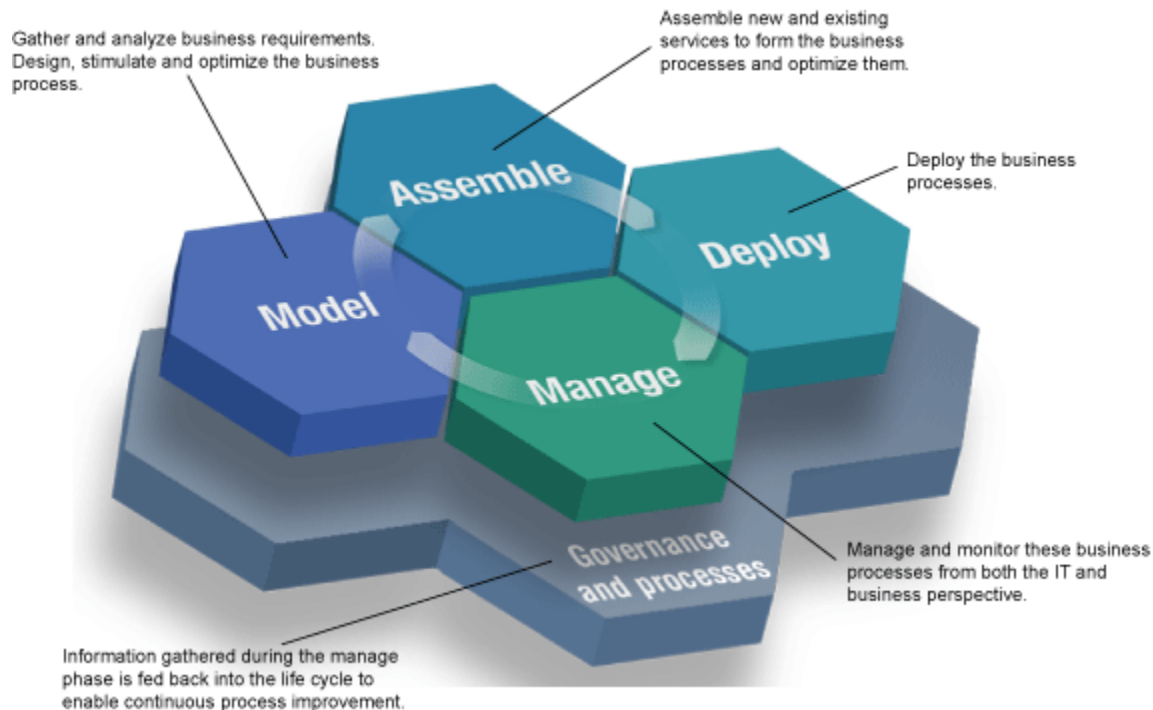 Gather and analyze business requirements.
Design, stimulate and optimize the business
process.
Assemble new and existing
services to form the business
processes and optimize them.
Deploy the business
processes.
Assemble
Deploy
Model
Manage
Governance
and processes
Manage and monitor these business
processes from both the IT and
business perspective.
Information gathered during the manage
phase is fed back into the life cycle to
enable continuous process improvement.